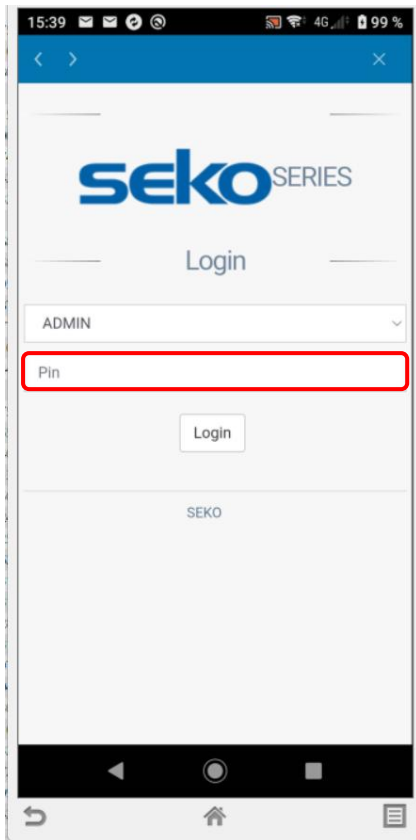 15:39 4G 99 %
seko SERIES
Login
ADMIN
Pin
Login
SEKO